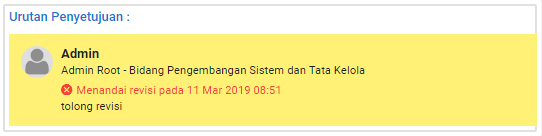 Urutan Penyetujuan :
Admin
Admin Root - Bidang Pengembangan Sistem dan Tata Kelola
Menandai revisi pada 11 Mar 2019 08:51
tolong revisi